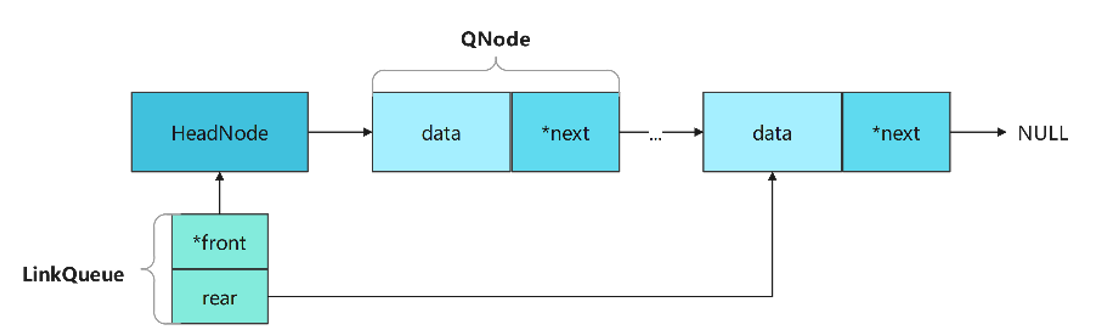 QNode
HeadNode
data
*next
...
data
*next
NULL
*front
LinkQueue
rear